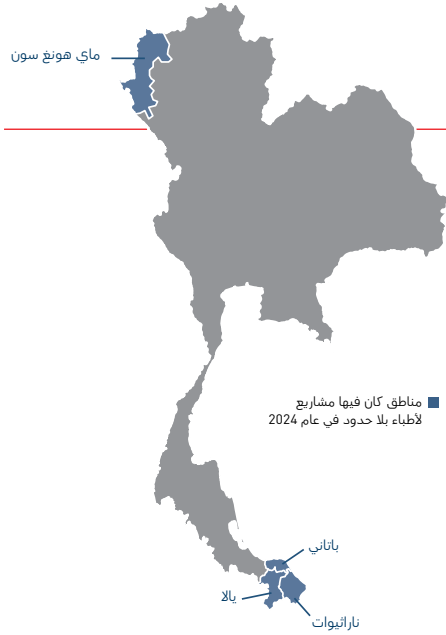 ماي هونغ سون
مناطق كان فيها مشاريع
لأطباء بلا حدود في عام 2024
باتاني
يالا
ناراثيوات